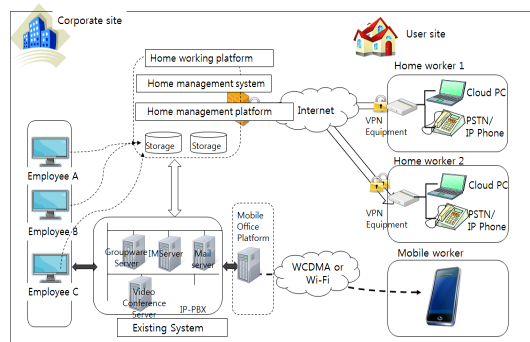 Corporate site
User site
Home working platform
Home management system
Home management platform
Storage
Storage
Employee A
Employee B
Employee C
Groupware
Server
IMServer
Mail
server
Video
Conference
Server
IP-PBX
Existing System
Mobile
Office
Platform
Internet
WCDMA or
Wi-Fi
Home worker 1
VPN
Equipment
Cloud PC
PSTN/
IP Phone
Home worker 2
VPN
Equipment
Cloud PC
PSTN/
IP Phone
Mobile worker